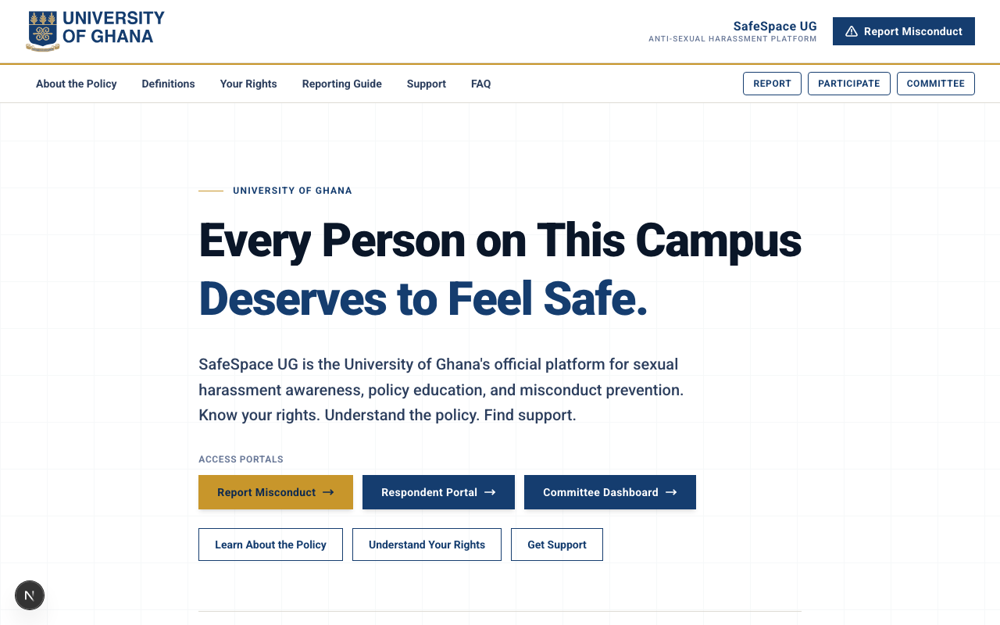 UNIVERSITY
OF GHANA
SafeSpace UG
ANTI-SEXUAL HARASSMENT PLATFORM
Report Misconduct
About the Policy
Definitions
Your Rights
Reporting Guide
Support
FAQ
REPORT
PARTICIPATE
COMMITTEE
UNIVERSITY OF GHANA
Every Person on This Campus
Deserves to Feel Safe.
SafeSpace UG is the University of Ghana's official platform for sexual
harassment awareness, policy education, and misconduct prevention.
Know your rights. Understand the policy. Find support.
ACCESS PORTALS
Report Misconduct →
Respondent Portal →
Committee Dashboard →
Learn About the Policy
Understand Your Rights
Get Support
N